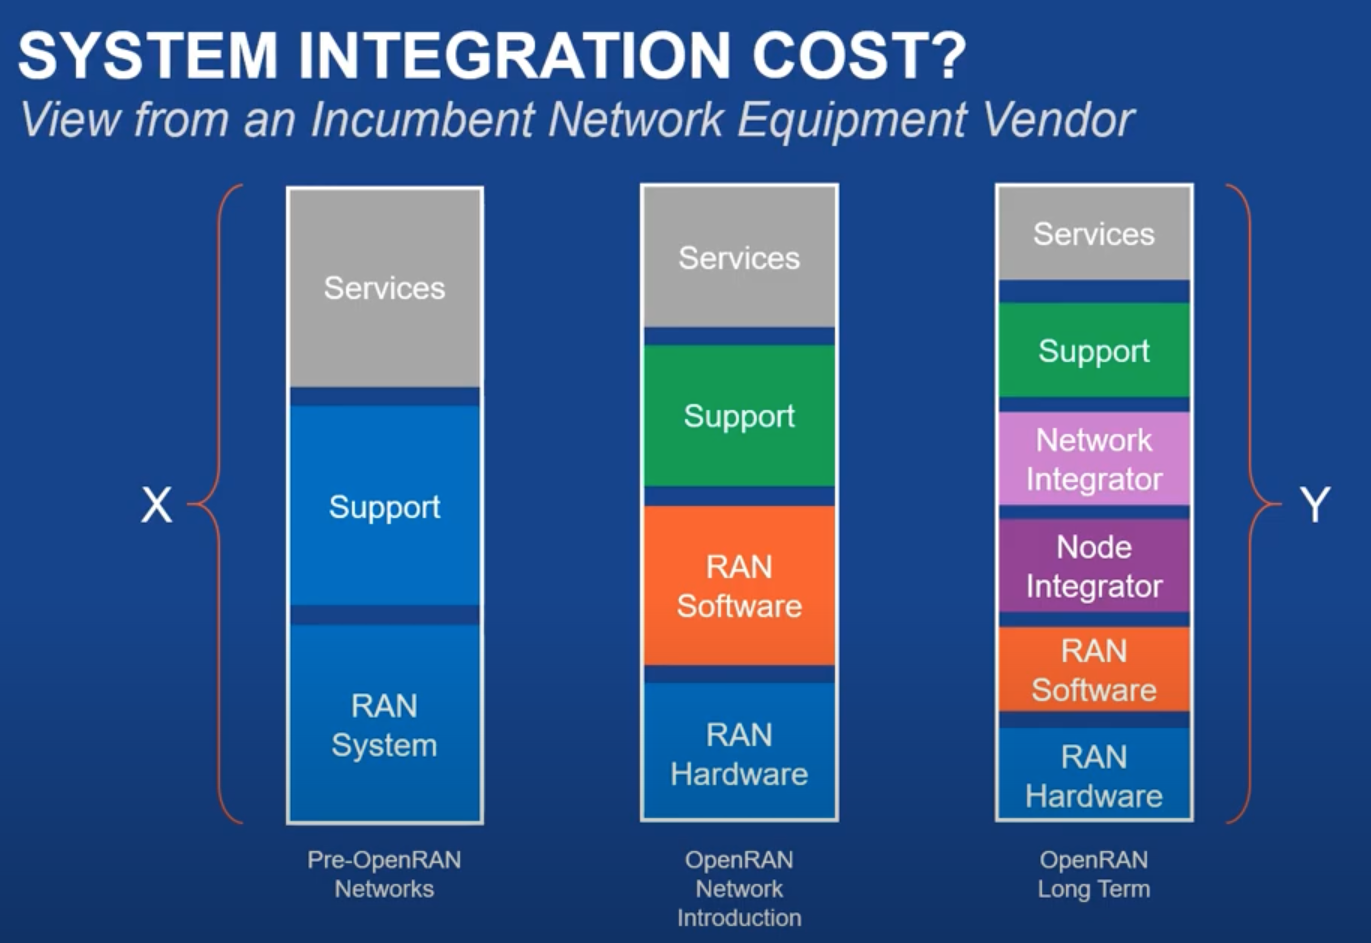 SYSTEM INTEGRATION COST?
View from an Incumbent Network Equipment Vendor
X
Services
Support
RAN
System
Pre-OpenRAN
Networks
Services
Support
RAN
Software
RAN
Hardware
OpenRAN
Network
Introduction
Services
Support
Network
Integrator
Node
Integrator
RAN
Software
RAN
Hardware
OpenRAN
Long Term
Y